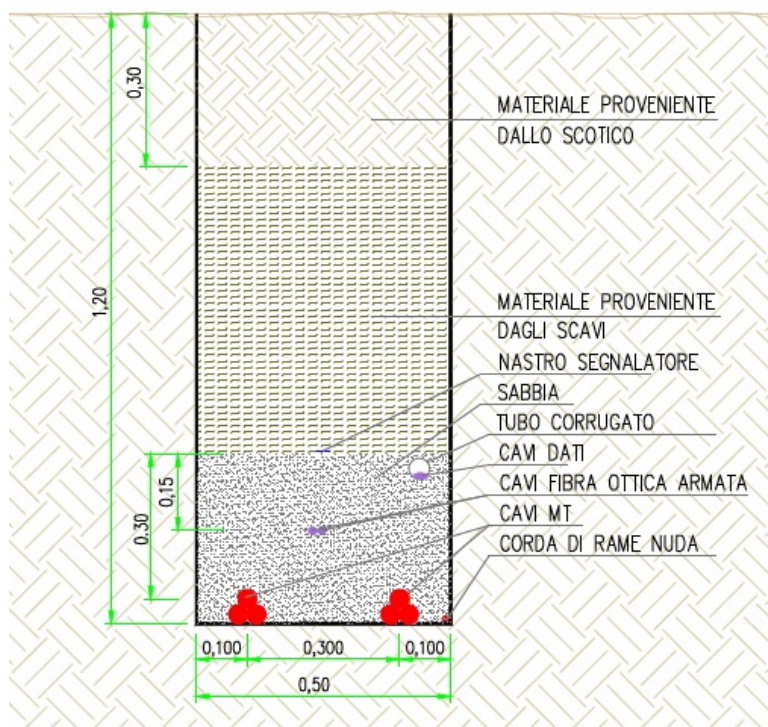 0,30
MATERIALE PROVENIENTE
DALLO SCOTICO
1,20
MATERIALE PROVENIENTE
DAGLI SCAVI
NASTRO SEGNALATORE
SABBIA
TUBO CORRUGATO
CAVI DATI
0,15
CAVI FIBRA OTTICA ARMATA
0.30
CAVI MT
CORDA DI RAME NUDA
0,100
0,300
0,100
0,50